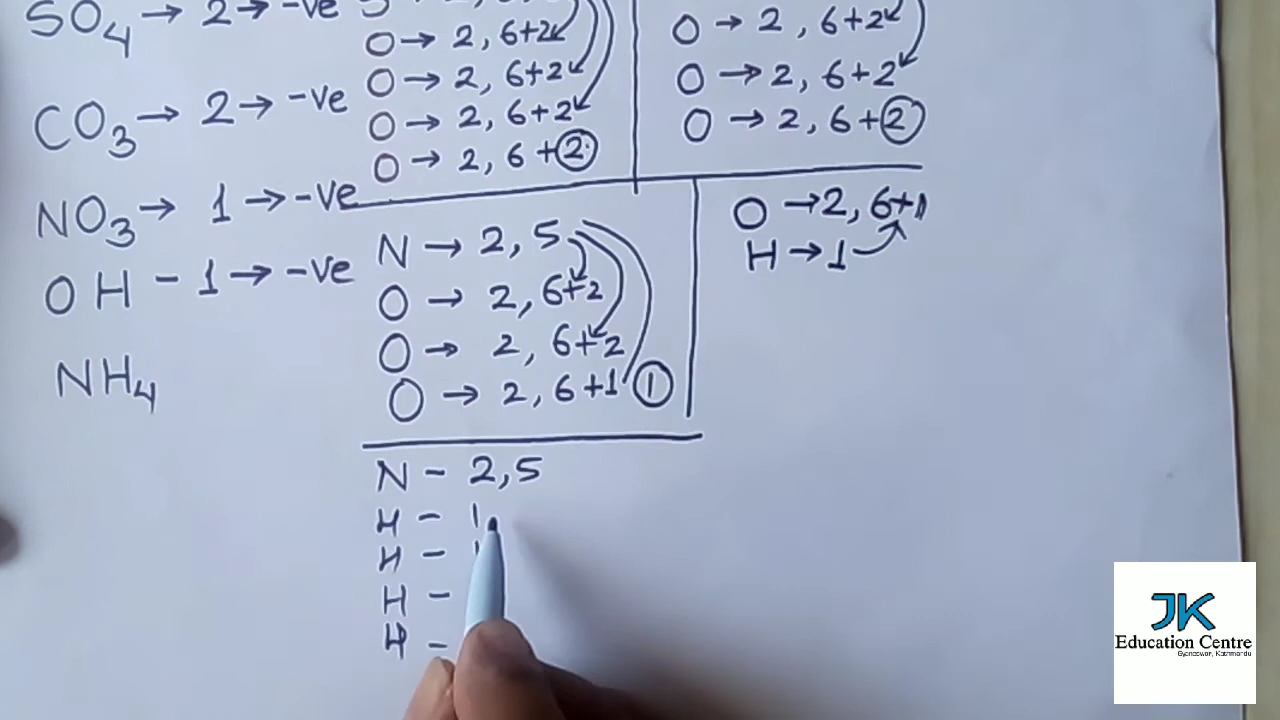 SO4 → 2 → -ve
CO3 → 2 → -ve
NO3 → 1 → -ve
OH - 1 → -ve
NH4
O → 2, 6+2
O → 2, 6+2
O → 2, 6+2
O → 2, 6+2
O → 2, 6+2
O → 2, 6+2
O → 2, 6+2
N → 2, 5
O → 2, 6+2
O → 2, 6+2
O → 2, 6+1 1
O → 2, 6+1
H → 1
N - 2,5
H - 1
H - 1
H -
H -
JK
Education Centre
Gyaneswor, Kathmandu